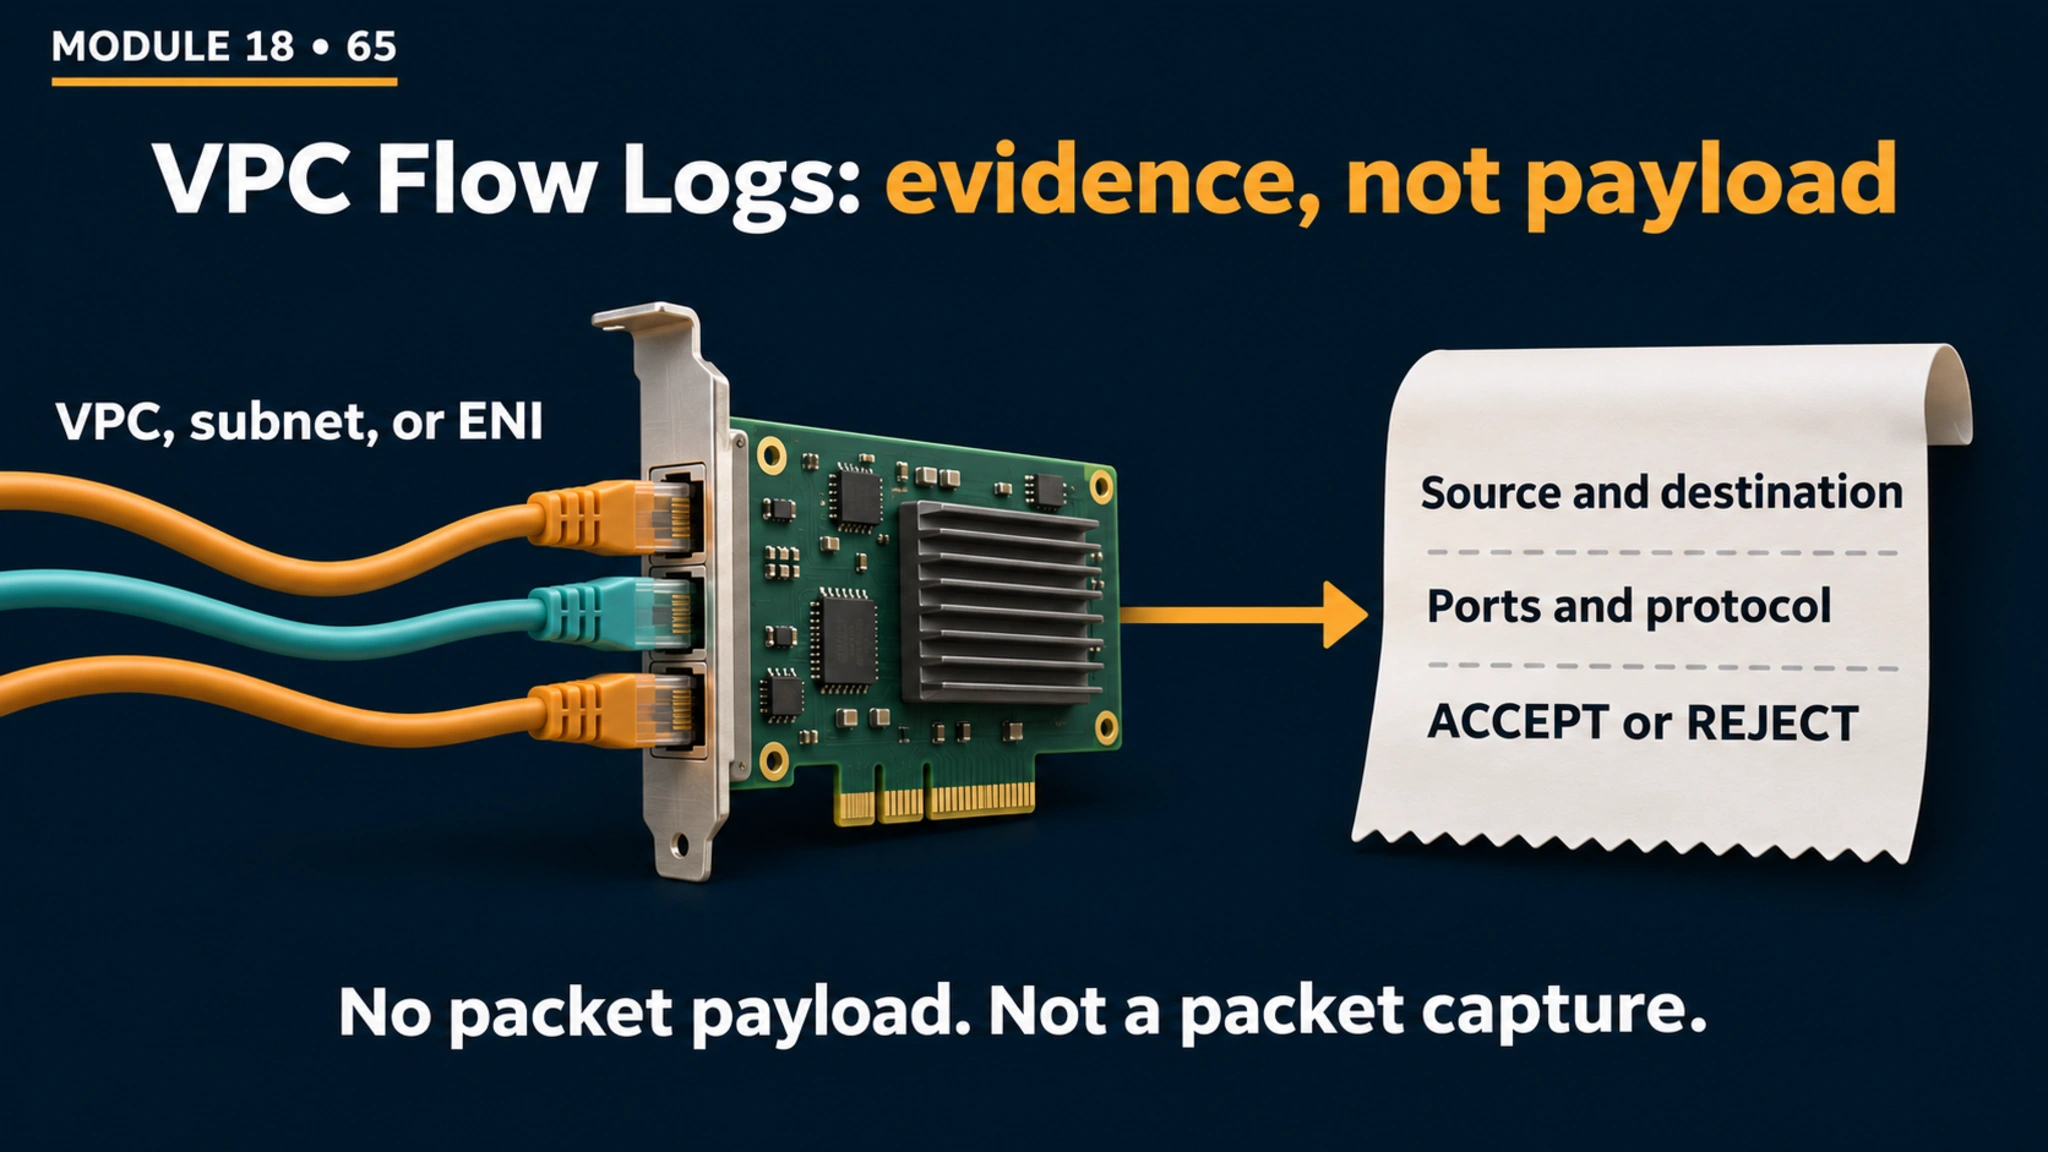 MODULE 18 • 65
VPC Flow Logs: evidence, not payload
VPC, subnet, or ENI
Source and destination
Ports and protocol
ACCEPT or REJECT
No packet payload. Not a packet capture.